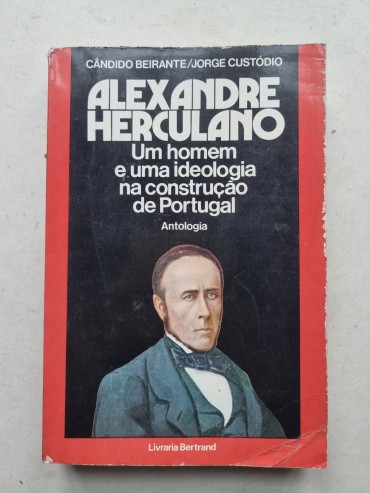 CÂNDIDO BEIRANTE/JORGE CUSTÓDIO
ALEXANDRE
HERCULANO
Um homem
e uma ideologia
na construção
de Portugal
Antologia
Livraria Bertrand